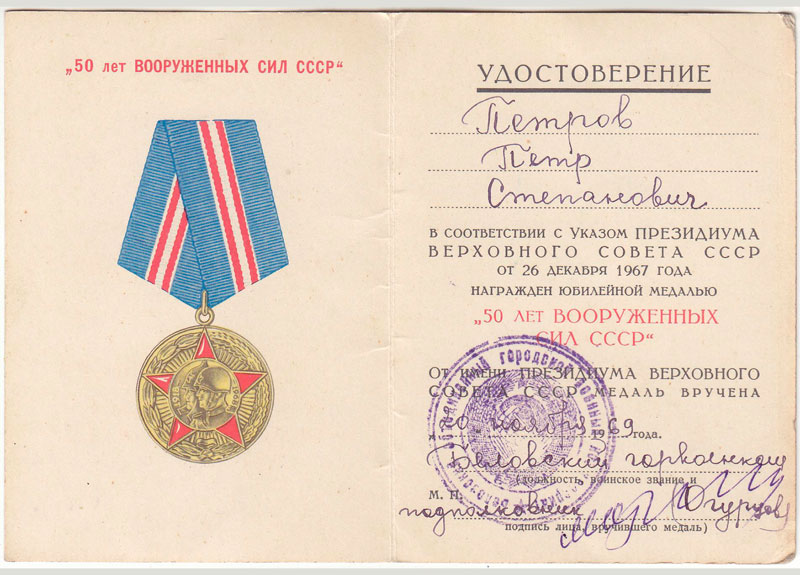 „50 лет ВООРУЖЕННЫХ СИЛ СССР“
УДОСТОВЕРЕНИЕ
Петров
Петр
Степанович
В СООТВЕТСТВИИ С УКАЗОМ ПРЕЗИДИУМА
ВЕРХОВНОГО СОВЕТА СССР
ОТ 26 ДЕКАБРЯ 1967 ГОДА
НАГРАЖДЕН ЮБИЛЕЙНОЙ МЕДАЛЬЮ
„50 ЛЕТ ВООРУЖЕННЫХ
СИЛ СССР“
ОТ ИМЕНИ ПРЕЗИДИУМА ВЕРХОВНОГО
СОВЕТА СССР МЕДАЛЬ ВРУЧЕНА
20 ноября 1969 года.
Беловский горвоенком
(должность, воинское звание и
М. П.
подполковник Огурцов
подпись лица, вручившего медаль)